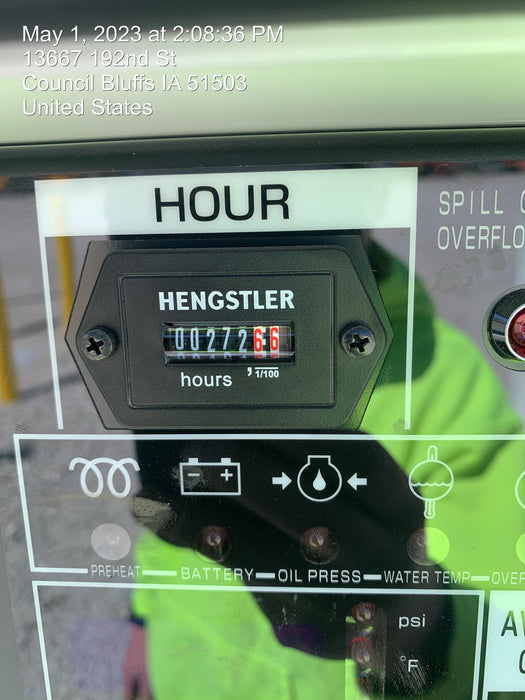 May 1, 2023 at 2:08:36 PM
13667 192nd St
Council Bluffs IA 51503
United States
HOUR
SPILL
OVERFLO
HENGSTLER
0027266
hours , 1/100
- +
PREHEAT BATTERY OIL PRESS WATER TEMP OVER
psi
°F